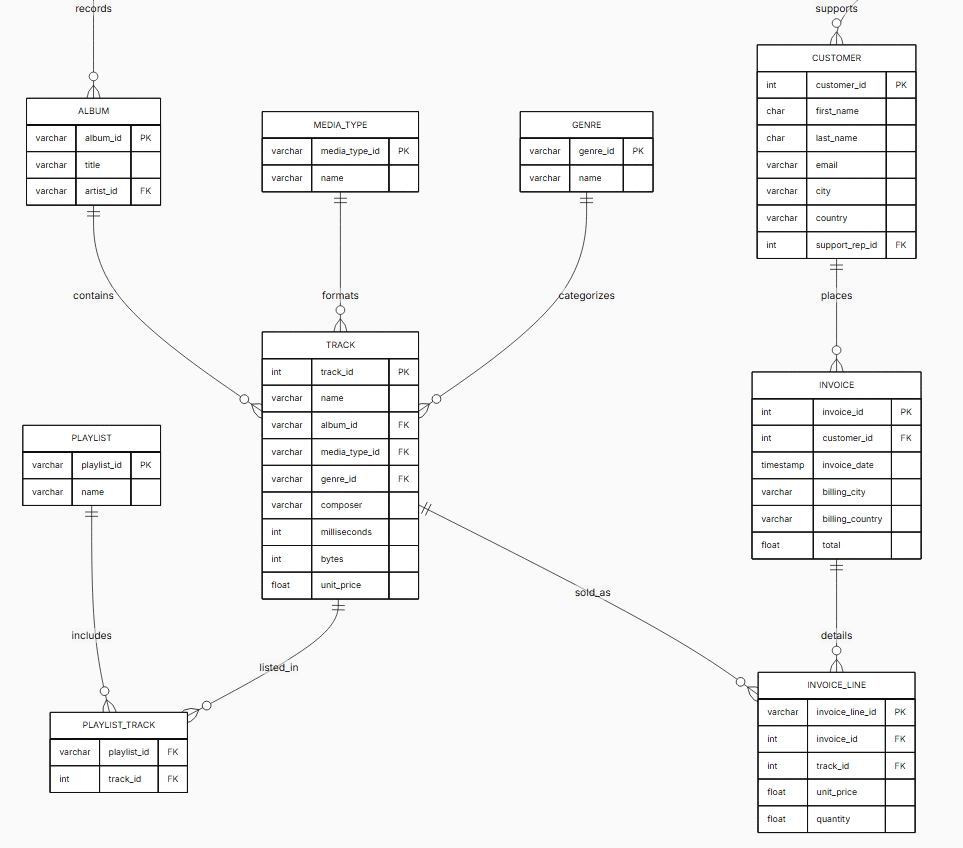 records
supports
ALBUM
varchar album_id PK
varchar title
varchar artist_id FK
MEDIA_TYPE
varchar media_type_id PK
varchar name
GENRE
varchar genre_id PK
varchar name
CUSTOMER
int customer_id PK
char first_name
char last_name
varchar email
varchar city
varchar country
int support_rep_id FK
contains
formats
categorizes
places
TRACK
int track_id PK
varchar name
varchar album_id FK
varchar media_type_id FK
varchar genre_id FK
varchar composer
int milliseconds
int bytes
float unit_price
INVOICE
int invoice_id PK
int customer_id FK
timestamp invoice_date
varchar billing_city
varchar billing_country
float total
PLAYLIST
varchar playlist_id PK
varchar name
sold_as
includes
listed_in
details
PLAYLIST_TRACK
varchar playlist_id FK
int track_id FK
INVOICE_LINE
varchar invoice_line_id PK
int invoice_id FK
int track_id FK
float unit_price
float quantity